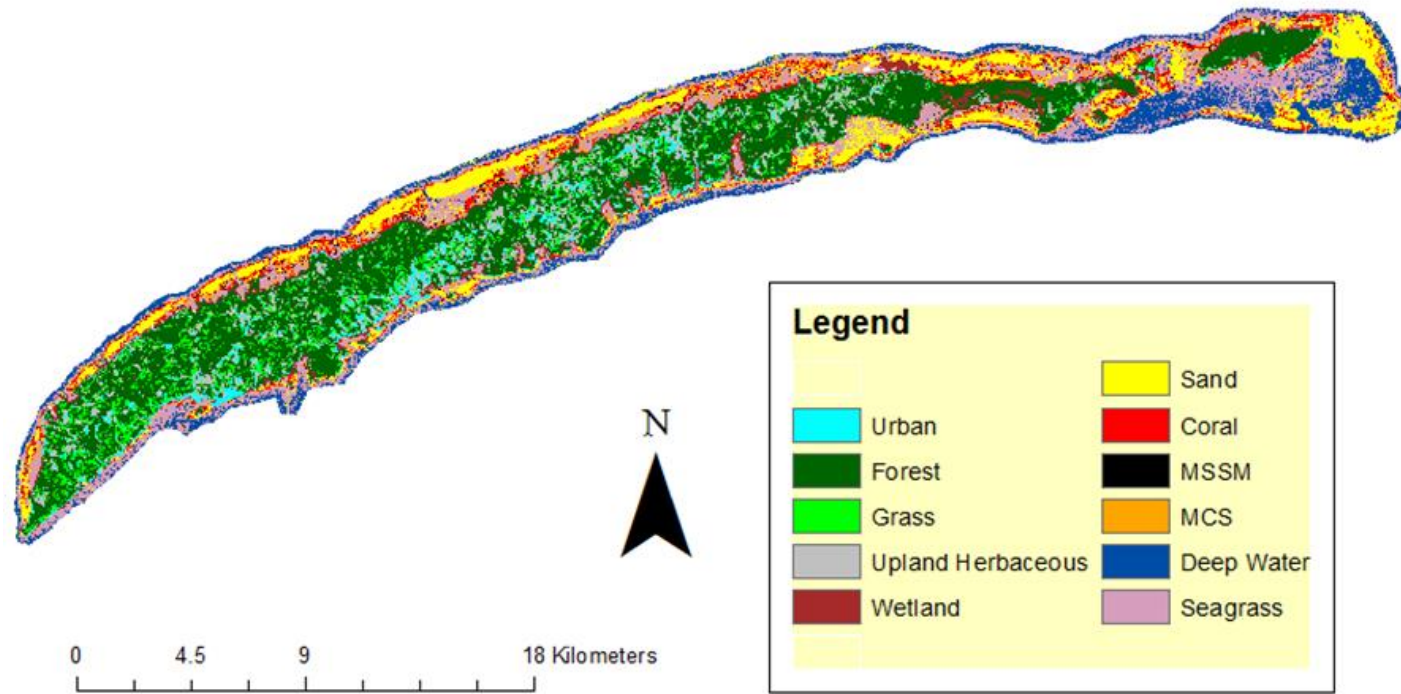 Legend
Sand
Urban
Coral
Forest
MSSM
Grass
MCS
Upland Herbaceous
Deep Water
Wetland
Seagrass
N
0 4.5 9 18 Kilometers